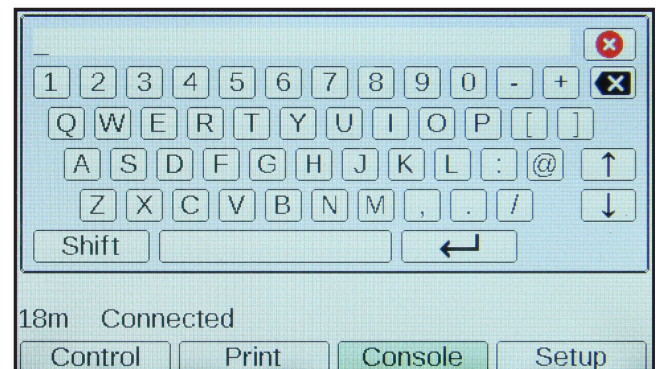 _
1 2 3 4 5 6 7 8 9 0 - +
Q W E R T Y U I O P [ ]
A S D F G H J K L : @ ↑
Z X C V B N M , . / ↓
Shift
18m Connected
Control Print Console Setup